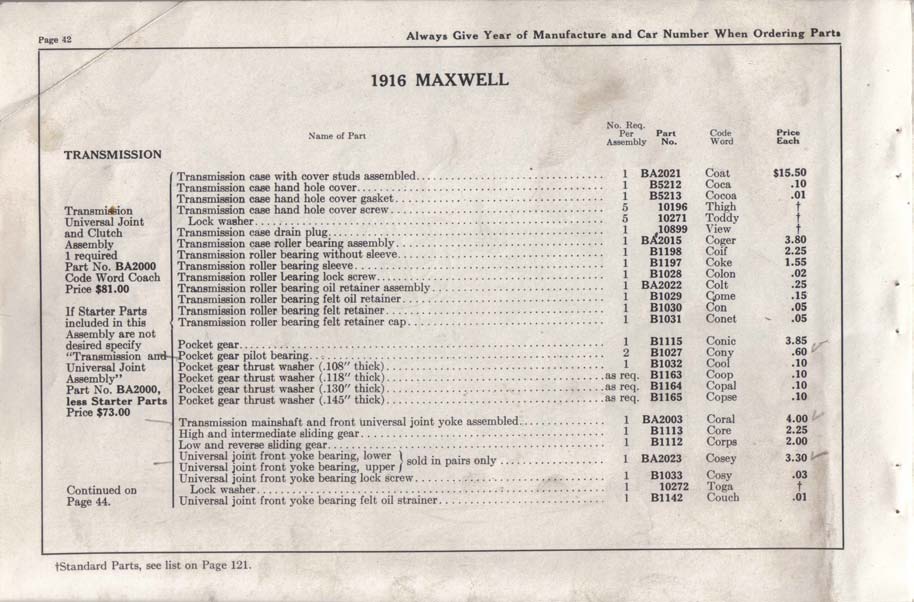 Page 42
Always Give Year of Manufacture and Car Number When Ordering Parts
1916 MAXWELL
Name of Part
No. Req. Per Assembly
Part No.
Code Word
Price Each
TRANSMISSION
Transmission Universal Joint and Clutch Assembly
1 required
Part No. BA2000
Code Word Coach
Price $81.00
If Starter Parts
included in this
Assembly are not
desired specify
"Transmission and
Universal Joint
Assembly"
Part No. BA2000,
less Starter Parts
Price $73.00
Continued on
Page 44.
Transmission case with cover studs assembled 1 BA2021 Coat $15.50
Transmission case hand hole cover 1 B5212 Coca .10
Transmission case hand hole cover gasket 1 B5213 Cocoa .01
Transmission case hand hole cover screw 5 10196 Thigh †
Lock washer 5 10271 Toddy †
Transmission case drain plug 1 10899 View †
Transmission case roller bearing assembly 1 BA2015 Coger 3.80
Transmission roller bearing without sleeve 1 B1198 Coif 2.25
Transmission roller bearing sleeve 1 B1197 Coke 1.55
Transmission roller bearing lock screw 1 B1028 Colon .02
Transmission roller bearing oil retainer assembly 1 BA2022 Colt .25
Transmission roller bearing felt oil retainer 1 B1029 Come .15
Transmission roller bearing felt retainer 1 B1030 Con .05
Transmission roller bearing felt retainer cap 1 B1031 Conet .05
Pocket gear 1 B1115 Conic 3.85
Pocket gear pilot bearing 2 B1027 Cony .60
Pocket gear thrust washer (.108" thick) 1 B1032 Cool .10
Pocket gear thrust washer (.118" thick) as req. B1163 Coop .10
Pocket gear thrust washer (.130" thick) as req. B1164 Copal .10
Pocket gear thrust washer (.145" thick) as req. B1165 Copse .10
Transmission mainshaft and front universal joint yoke assembled 1 BA2003 Coral 4.00
High and intermediate sliding gear 1 B1113 Core 2.25
Low and reverse sliding gear 1 B1112 Corps 2.00
Universal joint front yoke bearing, lower
Universal joint front yoke bearing, upper } sold in pairs only 1 BA2023 Cosey 3.30
Universal joint front yoke bearing lock screw 1 B1033 Cosy .03
Lock washer 1 10272 Toga †
Universal joint front yoke bearing felt oil strainer 1 B1142 Couch .01
†Standard Parts, see list on Page 121.